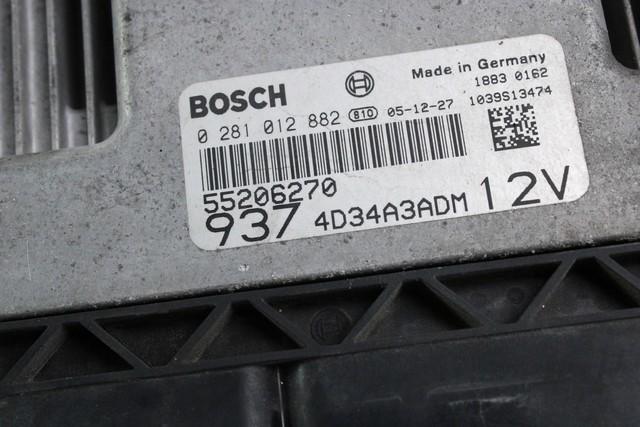 BOSCH
Made in Germany
1883 0162
0 281 012 882 810 05-12-27 1039S13474
55206270
937 4D34A3ADM 12V